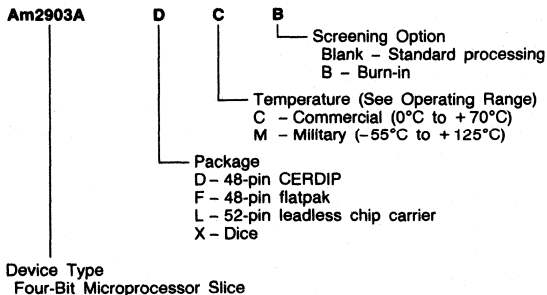 Am2903A D C B
Screening Option
Blank – Standard processing
B – Burn-in
Temperature (See Operating Range)
C – Commercial (0°C to +70°C)
M – Military (–55°C to +125°C)
Package
D – 48-pin CERDIP
F – 48-pin flatpak
L – 52-pin leadless chip carrier
X – Dice
Device Type
Four-Bit Microprocessor Slice